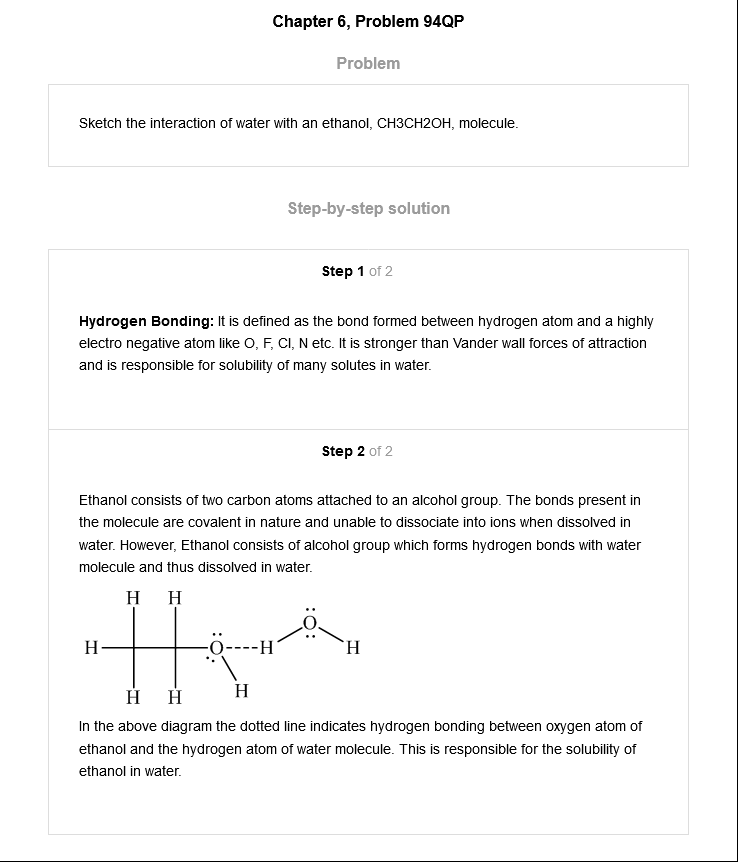 Chapter 6, Problem 94QP
Problem
Sketch the interaction of water with an ethanol, CH3CH2OH, molecule.
Step-by-step solution
Step 1 of 2
Hydrogen Bonding: It is defined as the bond formed between hydrogen atom and a highly
electro negative atom like O, F, Cl, N etc. It is stronger than Vander wall forces of attraction
and is responsible for solubility of many solutes in water.
Step 2 of 2
Ethanol consists of two carbon atoms attached to an alcohol group. The bonds present in
the molecule are covalent in nature and unable to dissociate into ions when dissolved in
water. However, Ethanol consists of alcohol group which forms hydrogen bonds with water
molecule and thus dissolved in water.
H H
O
H O----H H
H
H H
In the above diagram the dotted line indicates hydrogen bonding between oxygen atom of
ethanol and the hydrogen atom of water molecule. This is responsible for the solubility of
ethanol in water.